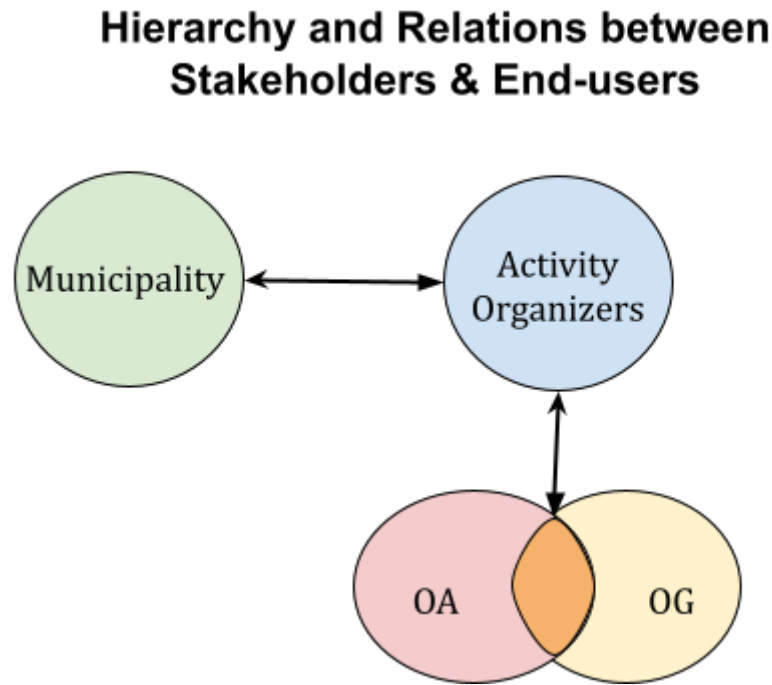 Hierarchy and Relations between
Stakeholders & End-users
Municipality
Activity
Organizers
OA
OG